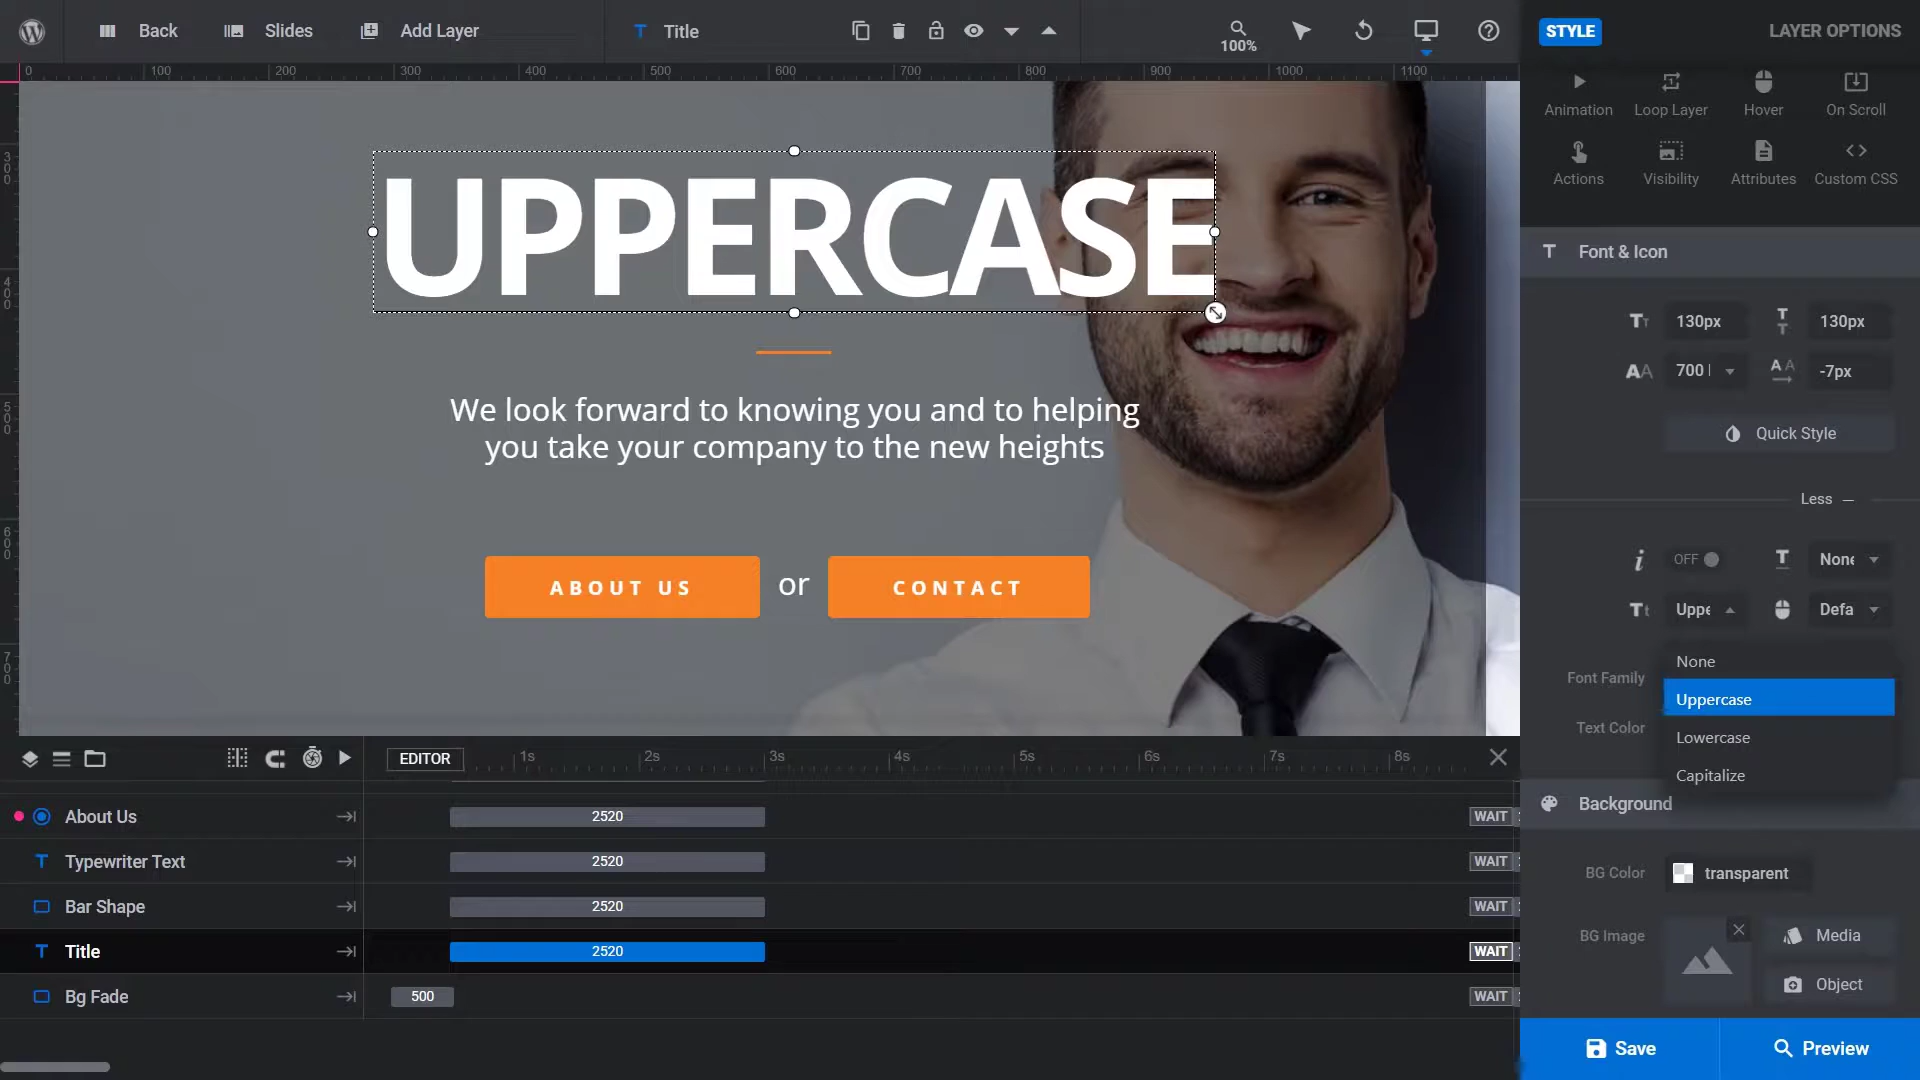 Back
Slides
Add Layer
Title
100%
STYLE
LAYER OPTIONS
0 100 200 300 400 500 600 700 800 900 1000 1100
Animation
Loop Layer
Hover
On Scroll
Actions
Visibility
Attributes
Custom CSS
300
400
500
600
700
UPPERCASE
We look forward to knowing you and to helping
you take your company to the new heights
ABOUT US
or
CONTACT
Font & Icon
130px
130px
700
-7px
Quick Style
Less
OFF
None
Uppe
Defa
None
Font Family
Uppercase
Text Color
Lowercase
Capitalize
Background
BG Color
transparent
BG Image
Media
Object
EDITOR
1s 2s 3s 4s 5s 6s 7s 8s
About Us
2520
WAIT
Typewriter Text
2520
WAIT
Bar Shape
2520
WAIT
Title
2520
WAIT
Bg Fade
500
WAIT
Save
Preview